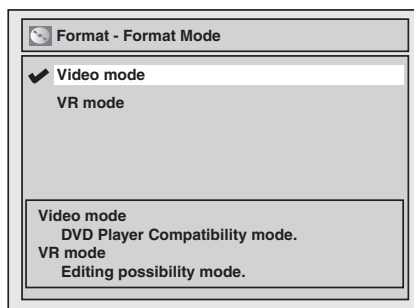 Format - Format Mode
Video mode
VR mode
Video mode
DVD Player Compatibility mode.
VR mode
Editing possibility mode.